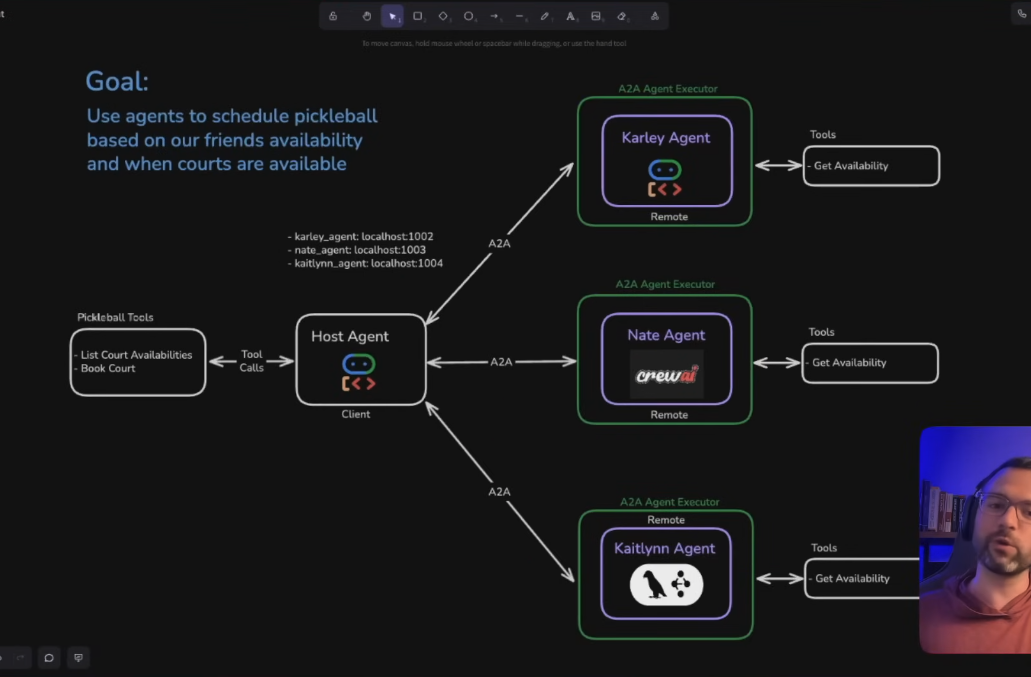 To move canvas, hold mouse wheel or spacebar while dragging, or use the hand tool
Goal:
Use agents to schedule pickleball
based on our friends availability
and when courts are available
- karley_agent: localhost:1002
- nate_agent: localhost:1003
- kaitlynn_agent: localhost:1004
Pickleball Tools
- List Court Availabilities
- Book Court
Tool
Calls
Host Agent
Client
A2A
A2A
A2A
A2A Agent Executor
Karley Agent
Remote
Tools
- Get Availability
A2A Agent Executor
Nate Agent
crewai
Remote
Tools
- Get Availability
A2A Agent Executor
Remote
Kaitlynn Agent
Tools
- Get Availability